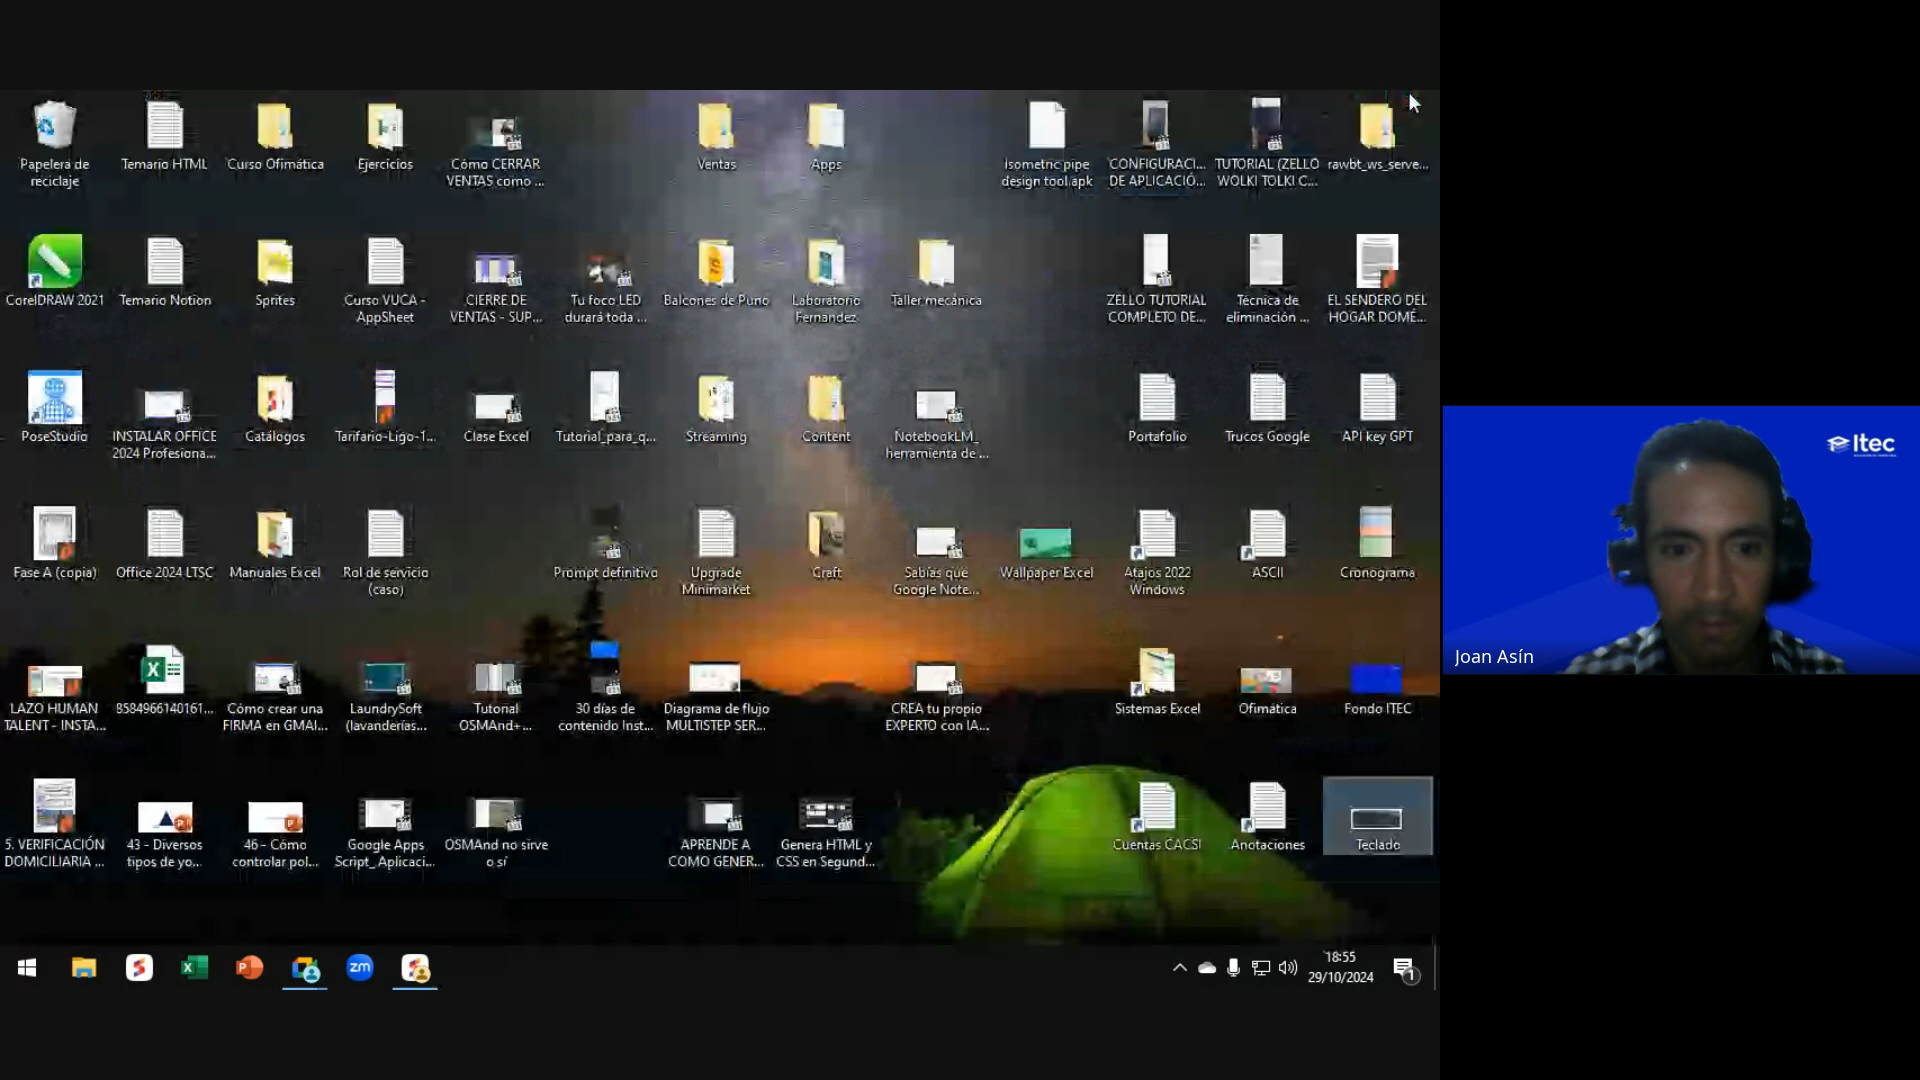 Papelera de
reciclaje
Temario HTML
Curso Ofimática
Ejercicios
Cómo CERRAR
VENTAS como ...
Ventas
Apps
Isometric pipe
design tool.apk
CONFIGURACI...
DE APLICACIÓ...
TUTORIAL (ZELLO
WOLKI TOLKI C...
rawbt_ws_serve...
CorelDRAW 2021
Temario Notion
Sprites
Curso VUCA -
AppSheet
CIERRE DE
VENTAS - SUP...
Tu foco LED
durará toda ...
Balcones de Puno
Laboratorio
Fernandez
Taller mecánica
ZELLO TUTORIAL
COMPLETO DE...
Técnica de
eliminación ...
EL SENDERO DEL
HOGAR DOMÉ...
PoseStudio
INSTALAR OFFICE
2024 Profesiona...
Catálogos
Tarifario-Ligo-1...
Clase Excel
Tutorial_para_q...
Streaming
Content
NotebookLM_
herramienta de ...
Portafolio
Trucos Google
API key GPT
Fase A (copia)
Office 2024 LTSC
Manuales Excel
Rol de servicio
(caso)
Prompt definitivo
Upgrade
Minimarket
Craft
Sabías que
Google Note...
Wallpaper Excel
Atajos 2022
Windows
ASCII
Cronograma
LAZO HUMAN
TALENT - INSTA...
8584966140161...
Cómo crear una
FIRMA en GMAI...
LaundrySoft
(lavanderías...
Tutorial
OSMAnd+...
30 días de
contenido Inst...
Diagrama de flujo
MULTISTEP SER...
CREA tu propio
EXPERTO con IA...
Sistemas Excel
Ofimática
Fondo ITEC
5. VERIFICACIÓN
DOMICILIARIA ...
43 - Diversos
tipos de yo...
46 - Cómo
controlar pol...
Google Apps
Script_ Aplicaci...
OSMAnd no sirve
o sí
APRENDE A
COMO GENER...
Genera HTML y
CSS en Segund...
Cuentas CACSI
Anotaciones
Teclado
Itec
Joan Asín
zm
18:55
29/10/2024
1